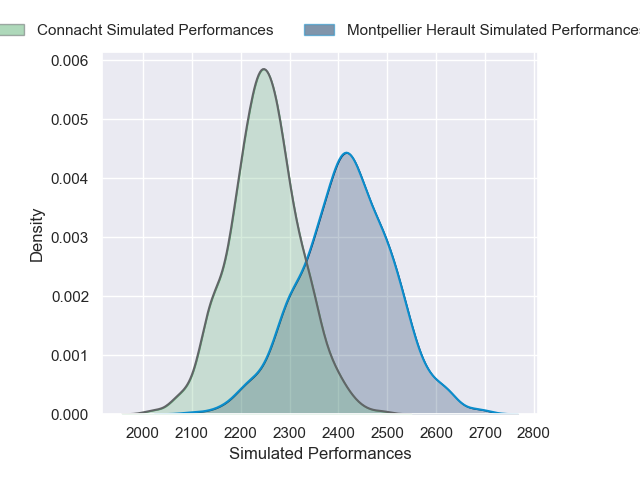 Connacht Simulated Performances
Montpellier Herault Simulated Performances
0.006
0.005
0.004
0.003
0.002
0.001
0.000
Density
2000 2100 2200 2300 2400 2500 2600 2700 2800
Simulated Performances